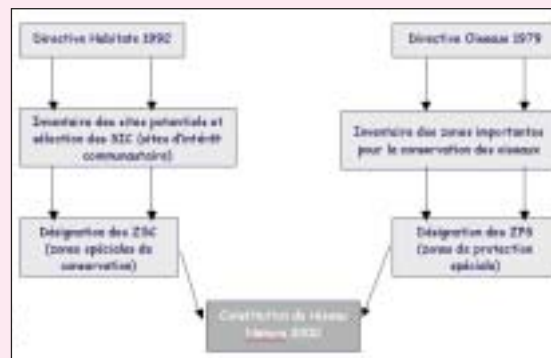 Directive Habitats 1992
Directive Oiseaux 1979
Inventaire des sites potentiels et
sélection des SIC (sites d'intérêt
communautaire)
Inventaire des zones importantes
pour la conservation des oiseaux
Désignation des ZSC
(zones spéciales de
conservation)
Désignation des ZPS
(zones de protection
spéciale)
Constitution du réseau
Natura 2000